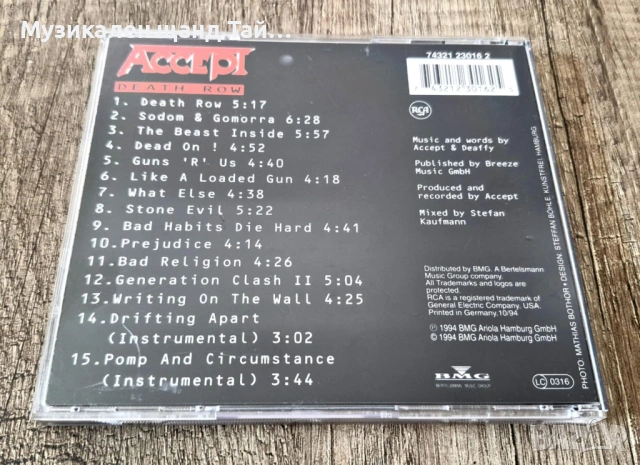 Музикален щанд.Тай...
ACCEPT
DEATH ROW
1. Death Row 5:17
2. Sodom & Gomorra 6:28
3. The Beast Inside 5:57
4. Dead On ! 4:52
5. Guns 'R' Us 4:40
6. Like A Loaded Gun 4:18
7. What Else 4:38
8. Stone Evil 5:22
9. Bad Habits Die Hard 4:41
10. Prejudice 4:14
11. Bad Religion 4:26
12. Generation Clash II 5:04
13. Writing On The Wall 4:25
14. Drifting Apart
(Instrumental) 3:02
15. Pomp And Circumstance
(Instrumental) 3:44
74321 23016 2
RCA
Music and words by
Accept & Deaffy
Published by Breeze
Music GmbH
Produced and
recorded by Accept
Mixed by Stefan
Kaufmann
Distributed by BMG. A Bertelsmann
Music Group company.
All Trademarks and logos are
protected.
RCA is a registered trademark of
General Electric Company. USA.
Printed in Germany, 10/94
℗ 1994 BMG Ariola Hamburg GmbH
© 1994 BMG Ariola Hamburg GmbH
BMG
LC 0316
PHOTO: MATHIAS BOTHOR • DESIGN: STEFFAN BÖHLE, KUNSTFREI HAMBURG